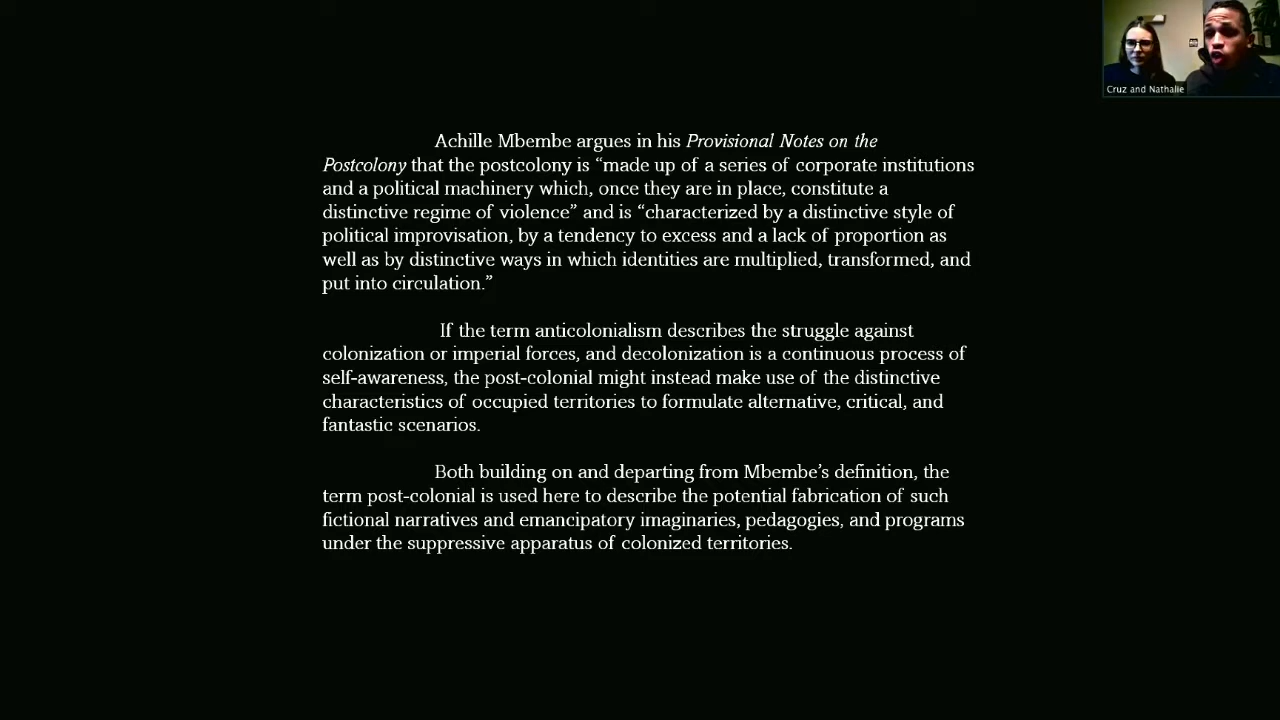 Cruz and Nathalie
Achille Mbembe argues in his Provisional Notes on the
Postcolony that the postcolony is “made up of a series of corporate institutions
and a political machinery which, once they are in place, constitute a
distinctive regime of violence” and is “characterized by a distinctive style of
political improvisation, by a tendency to excess and a lack of proportion as
well as by distinctive ways in which identities are multiplied, transformed, and
put into circulation.”
If the term anticolonialism describes the struggle against
colonization or imperial forces, and decolonization is a continuous process of
self-awareness, the post-colonial might instead make use of the distinctive
characteristics of occupied territories to formulate alternative, critical, and
fantastic scenarios.
Both building on and departing from Mbembe’s definition, the
term post-colonial is used here to describe the potential fabrication of such
fictional narratives and emancipatory imaginaries, pedagogies, and programs
under the suppressive apparatus of colonized territories.